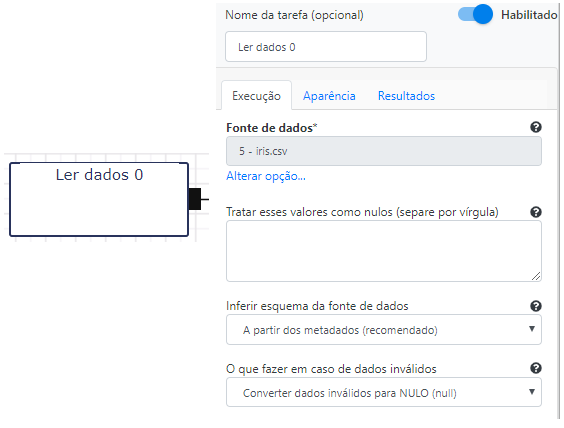 Ler dados 0
Nome da tarefa (opcional)
Habilitado
Ler dados 0
Execução
Aparência
Resultados
Fonte de dados*
5 - iris.csv
Alterar opção...
Tratar esses valores como nulos (separe por vírgula)
Inferir esquema da fonte de dados
A partir dos metadados (recomendado)
O que fazer em caso de dados inválidos
Converter dados inválidos para NULO (null)